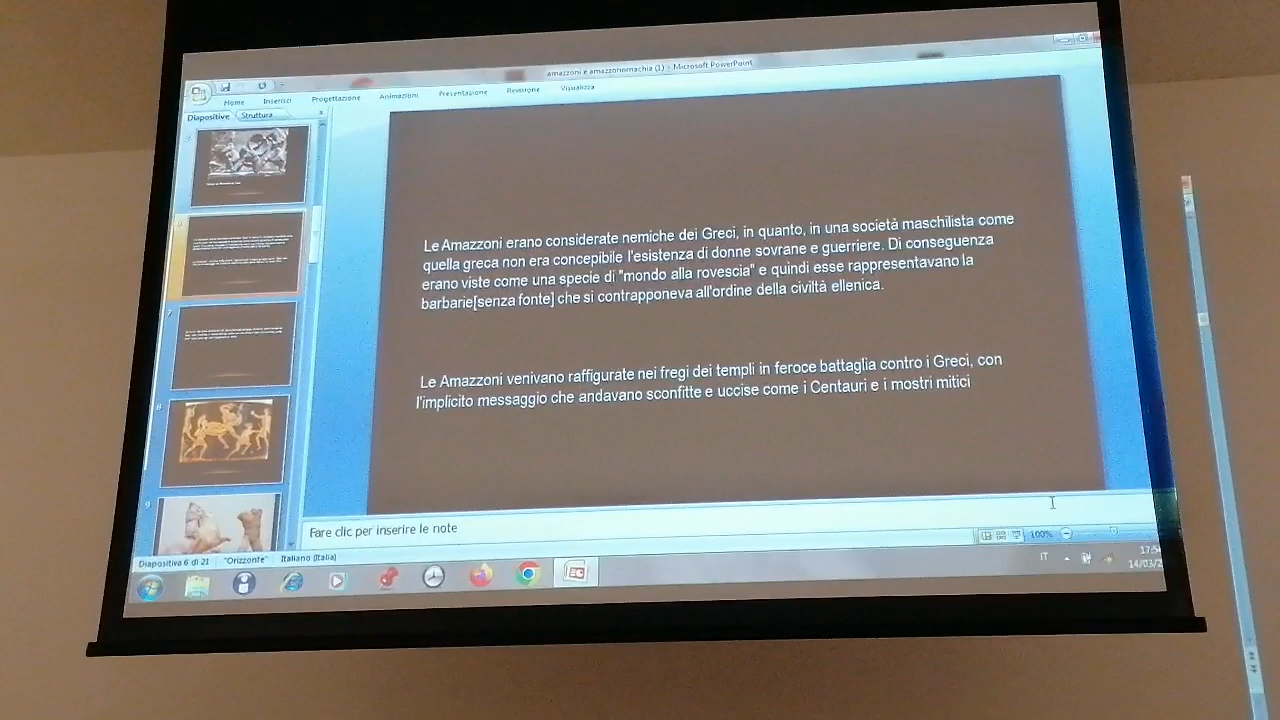 amazzoni e amazzonomachia (1) - Microsoft PowerPoint
Home Inserisci Progettazione Animazioni Presentazione Revisione Visualizza
Diapositive Struttura
Le Amazzoni erano considerate nemiche dei Greci, in quanto, in una società maschilista come
quella greca non era concepibile l'esistenza di donne sovrane e guerriere. Di conseguenza
erano viste come una specie di "mondo alla rovescia" e quindi esse rappresentavano la
barbarie[senza fonte] che si contrapponeva all'ordine della civiltà ellenica.
Le Amazzoni venivano raffigurate nei fregi dei templi in feroce battaglia contro i Greci, con
l'implicito messaggio che andavano sconfitte e uccise come i Centauri e i mostri mitici
7
8
9
Fare clic per inserire le note
Diapositiva 6 di 21 "Orizzonte" Italiano (Italia)
100%
IT
17:54
14/03/2